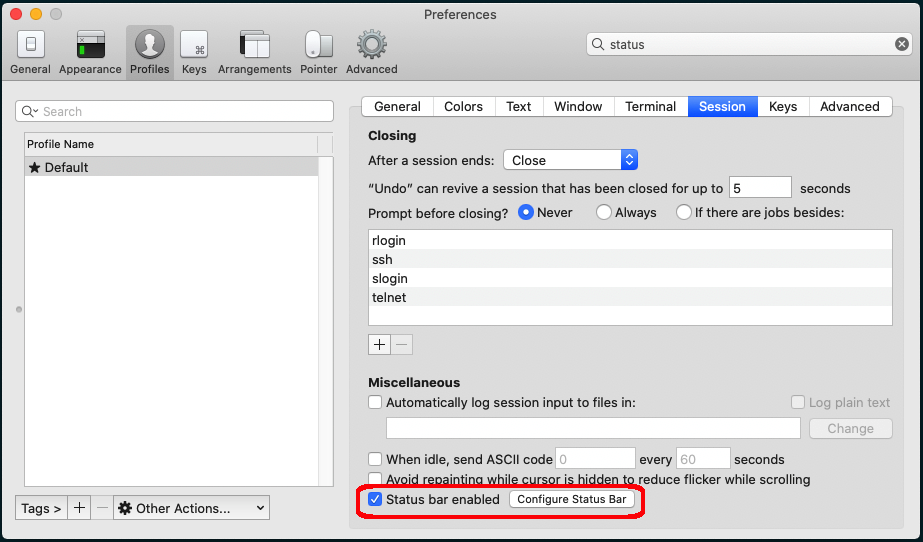 Preferences
General Appearance Profiles Keys Arrangements Pointer Advanced
status
Search
Profile Name
Default
Tags >
+
−
Other Actions...
General Colors Text Window Terminal Session Keys Advanced
Closing
After a session ends: Close
“Undo” can revive a session that has been closed for up to 5 seconds
Prompt before closing? Never Always If there are jobs besides:
rlogin
ssh
slogin
telnet
+ −
Miscellaneous
Automatically log session input to files in: Log plain text
Change
When idle, send ASCII code 0 every 60 seconds
Avoid repainting while cursor is hidden to reduce flicker while scrolling
Status bar enabled Configure Status Bar